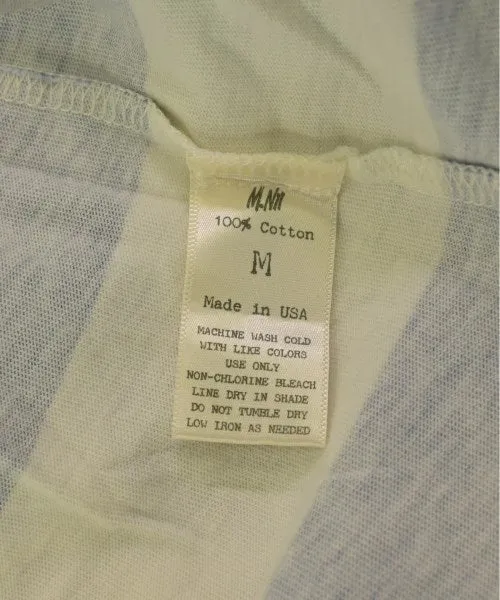 M.Nii
100% Cotton
M
Made in USA
MACHINE WASH COLD
WITH LIKE COLORS
USE ONLY
NON-CHLORINE BLEACH
LINE DRY IN SHADE
DO NOT TUMBLE DRY
LOW IRON AS NEEDED